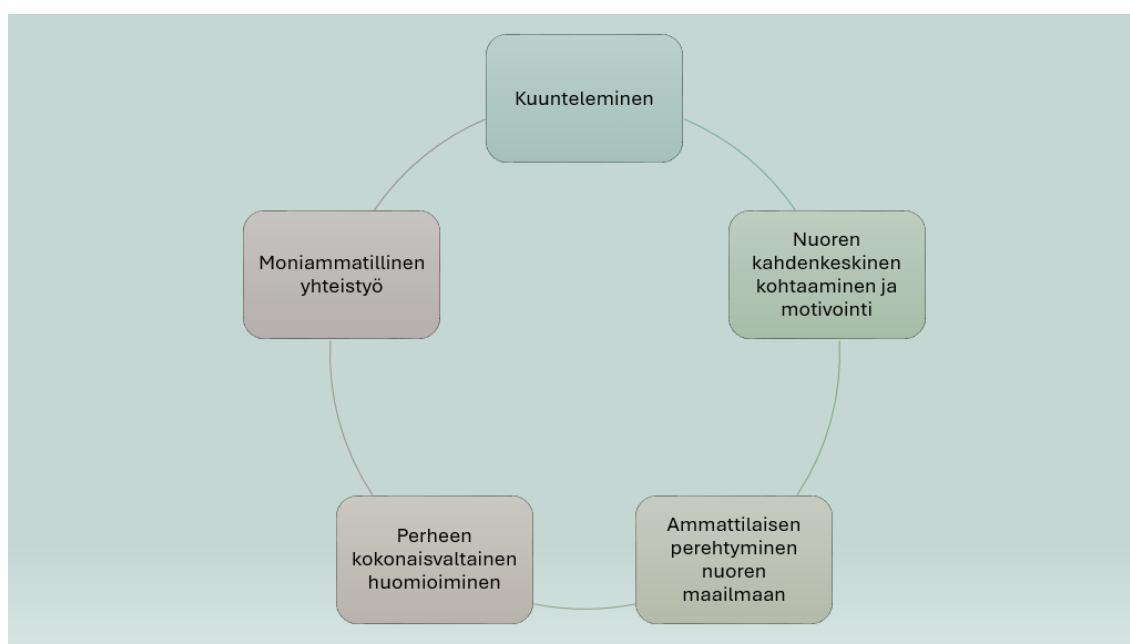 Kuunteleminen
Nuoren
kahdenkeskinen
kohtaaminen ja
motivointi
Ammattilaisen
perehtyminen
nuoren
maailmaan
Perheen
kokonaisvaltainen
huomioiminen
Moniammatillinen
yhteistyö